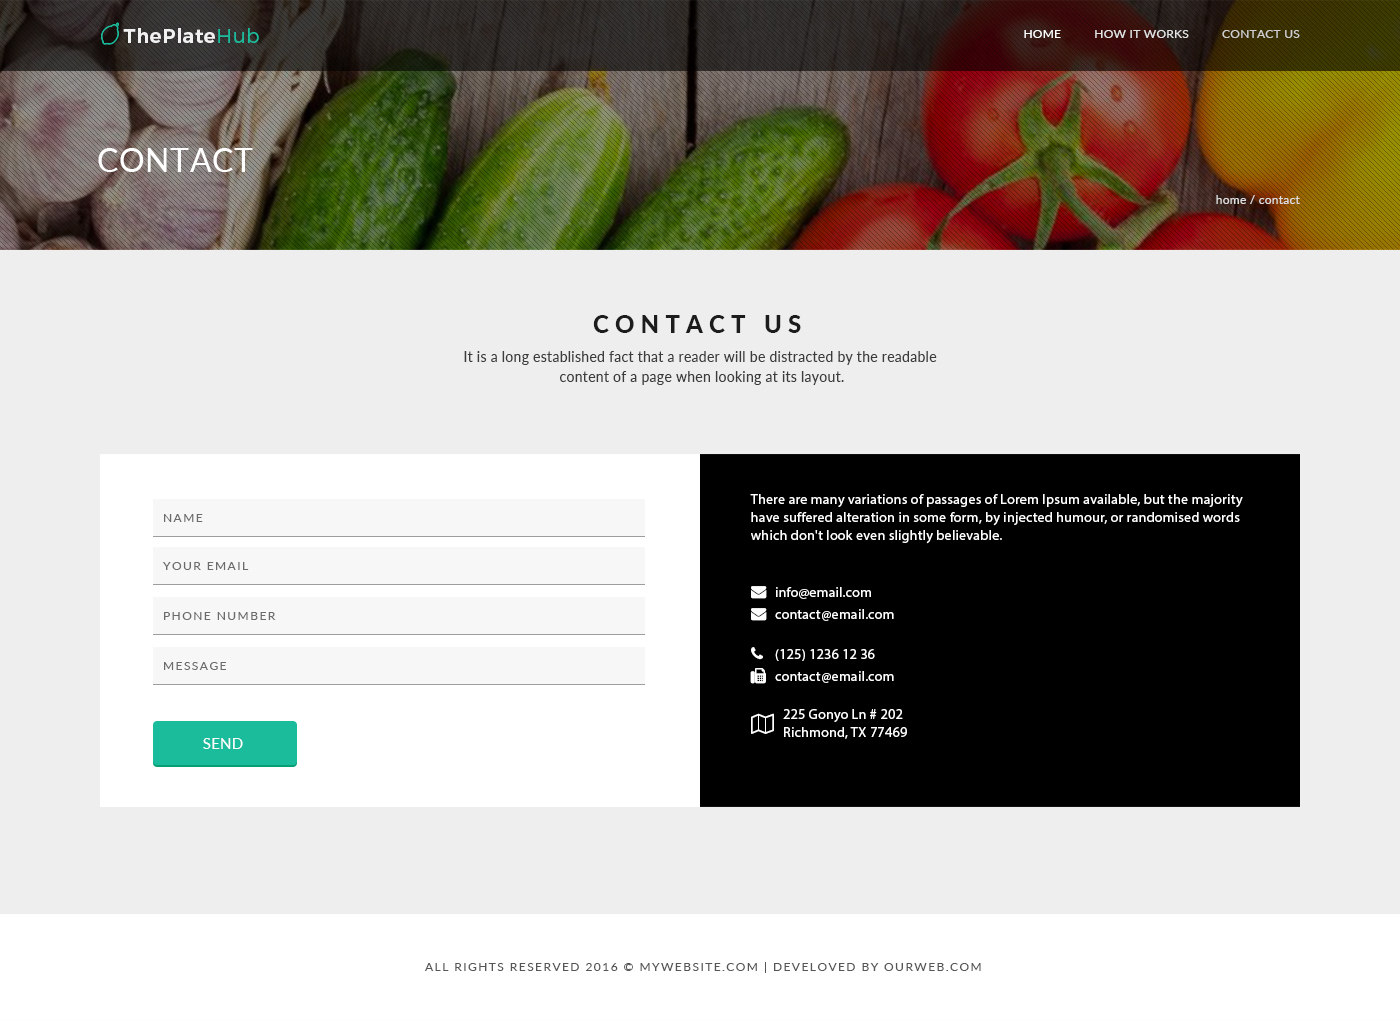 ThePlateHub
HOME HOW IT WORKS CONTACT US
CONTACT
home / contact
CONTACT US
It is a long established fact that a reader will be distracted by the readable
content of a page when looking at its layout.
NAME
YOUR EMAIL
PHONE NUMBER
MESSAGE
SEND
There are many variations of passages of Lorem Ipsum available, but the majority
have suffered alteration in some form, by injected humour, or randomised words
which don't look even slightly believable.
info@email.com
contact@email.com
(125) 1236 12 36
contact@email.com
225 Gonyo Ln # 202
Richmond, TX 77469
ALL RIGHTS RESERVED 2016 © MYWEBSITE.COM | DEVELOVED BY OURWEB.COM